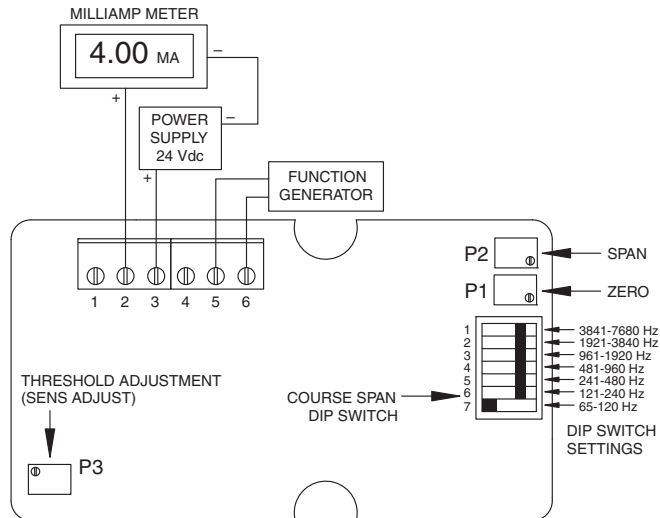 MILLIAMP METER
4.00 MA
–
+
POWER
SUPPLY
24 Vdc
–
+
FUNCTION
GENERATOR
1 2 3 4 5 6
P2
SPAN
P1
ZERO
1 3841-7680 Hz
2 1921-3840 Hz
3 961-1920 Hz
4 481-960 Hz
5 241-480 Hz
6 121-240 Hz
7 65-120 Hz
COURSE SPAN
DIP SWITCH
DIP SWITCH
SETTINGS
THRESHOLD ADJUSTMENT
(SENS ADJUST)
P3